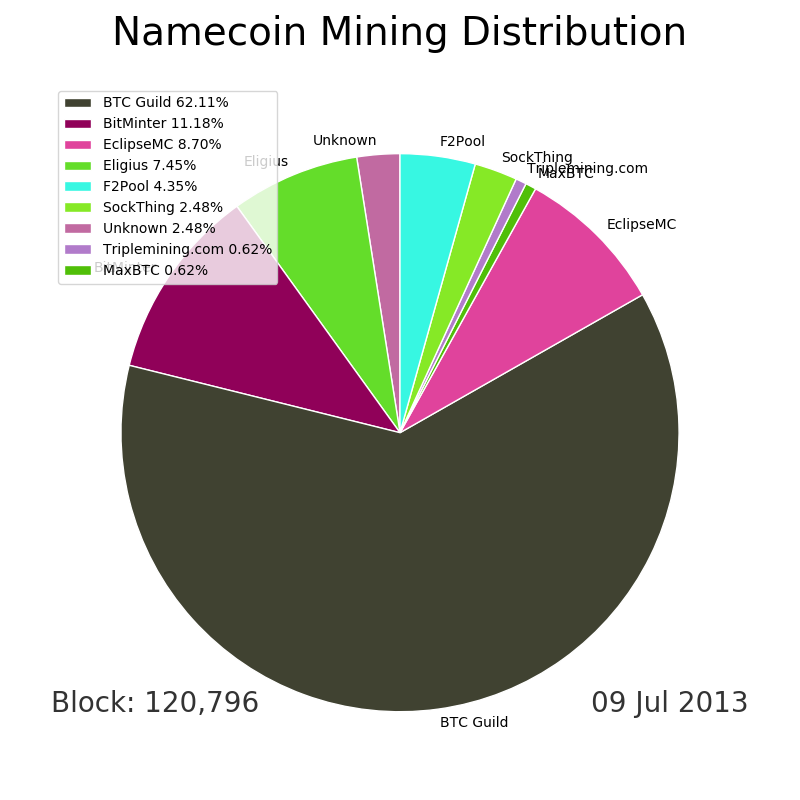 Namecoin Mining Distribution
BTC Guild 62.11%
BitMinter 11.18%
EclipseMC 8.70%
Eligius 7.45%
F2Pool 4.35%
SockThing 2.48%
Unknown 2.48%
Triplemining.com 0.62%
MaxBTC 0.62%
Unknown
F2Pool
SockThing
Triplemining.com
MaxBTC
Eligius
EclipseMC
BitMinter
Block: 120,796
09 Jul 2013
BTC Guild